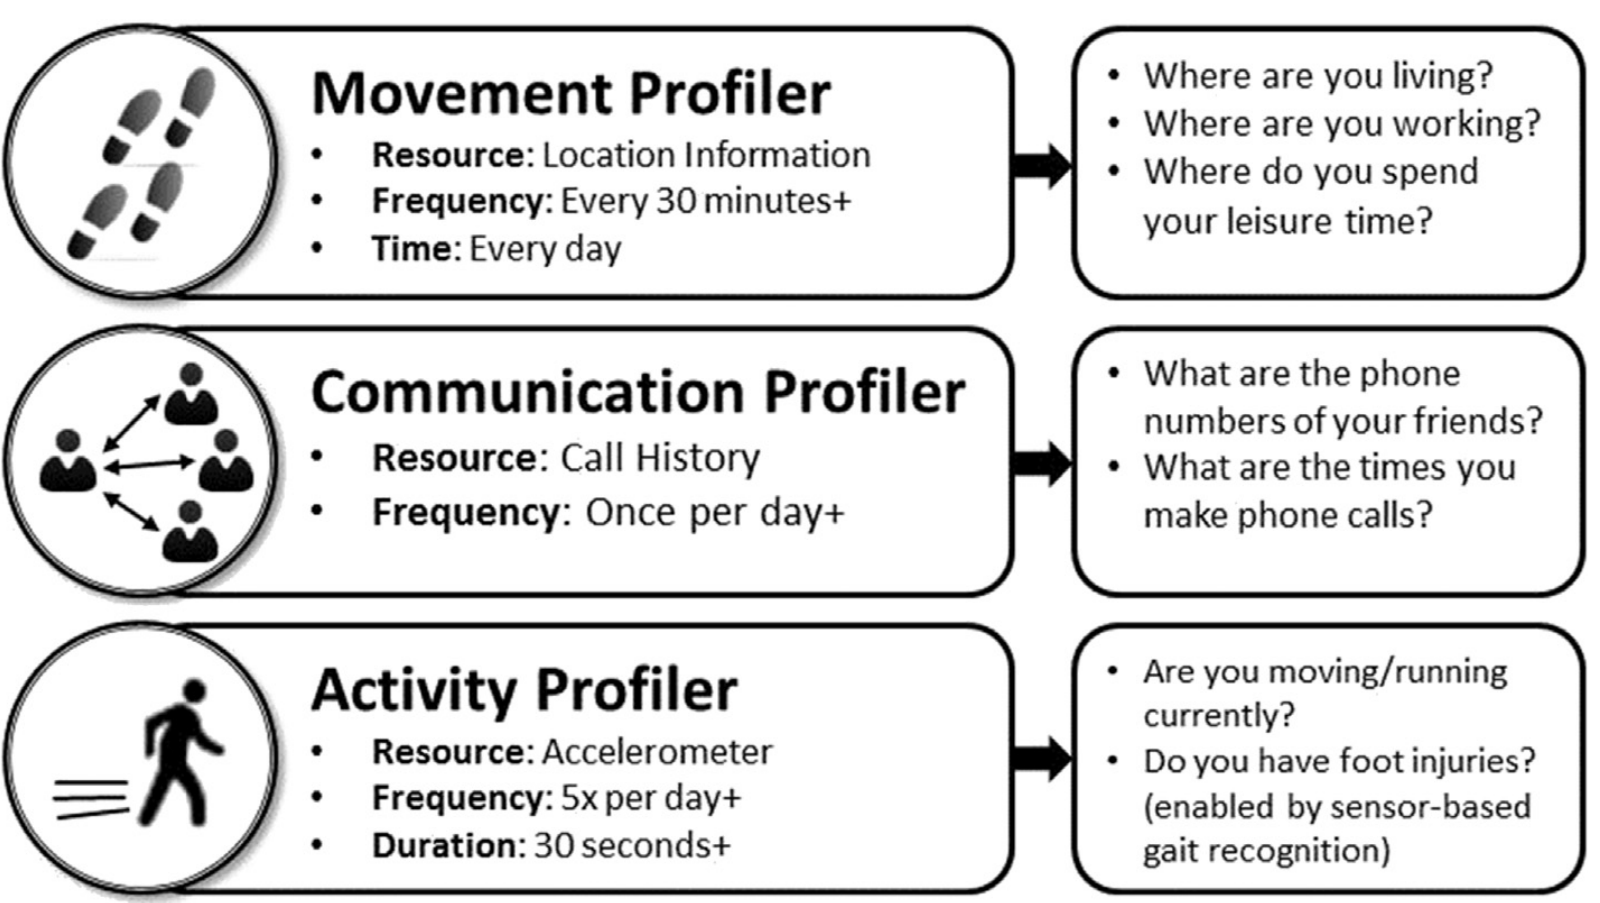 Movement Profiler
• Resource: Location Information
• Frequency: Every 30 minutes+
• Time: Every day
• Where are you living?
• Where are you working?
• Where do you spend
your leisure time?
Communication Profiler
• Resource: Call History
• Frequency: Once per day+
• What are the phone
numbers of your friends?
• What are the times you
make phone calls?
Activity Profiler
• Resource: Accelerometer
• Frequency: 5x per day+
• Duration: 30 seconds+
• Are you moving/running
currently?
• Do you have foot injuries?
(enabled by sensor-based
gait recognition)